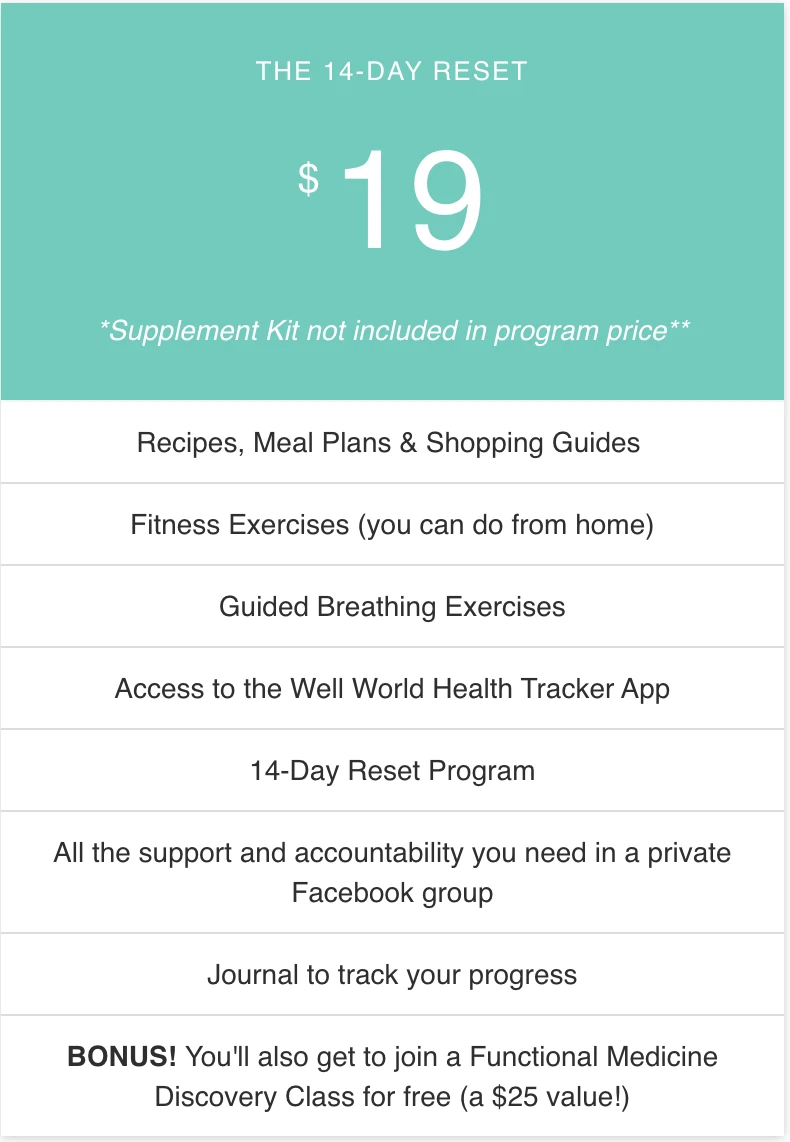 THE 14-DAY RESET
$ 19
*Supplement Kit not included in program price**
Recipes, Meal Plans & Shopping Guides
Fitness Exercises (you can do from home)
Guided Breathing Exercises
Access to the Well World Health Tracker App
14-Day Reset Program
All the support and accountability you need in a private
Facebook group
Journal to track your progress
BONUS! You'll also get to join a Functional Medicine
Discovery Class for free (a $25 value!)